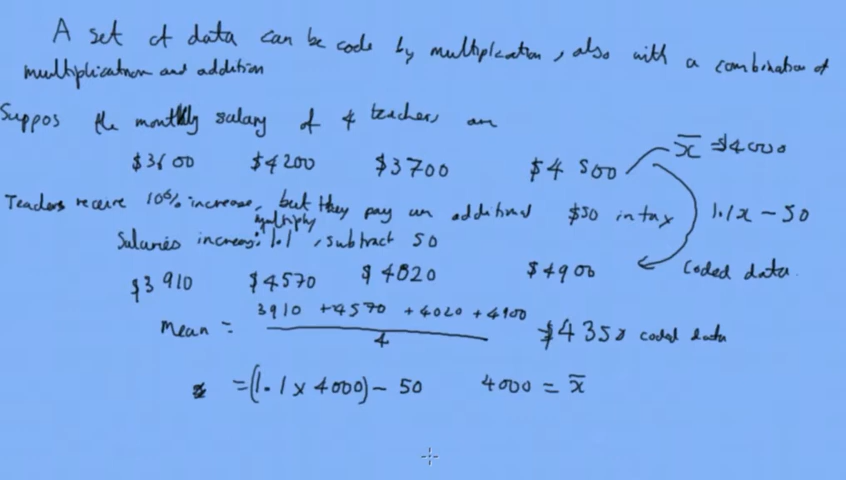 A set of data can be code by multiplication, also with a combination of
multiplication and addition
Suppos the monthly salary of 4 teachers are
$3600 $4200 $3700 $4500 x̄ = $4000
Teachers receive 10% increase, but they pay an additional $50 in tax 1.1x - 50
multiply
Salaries increase: 1.1, subtract 50
$3910 $4570 $4020 $4900 coded data.
Mean = 3910 + 4570 + 4020 + 4900 / 4 $4350 coded data
= (1.1 x 4000) - 50 4000 = x̄